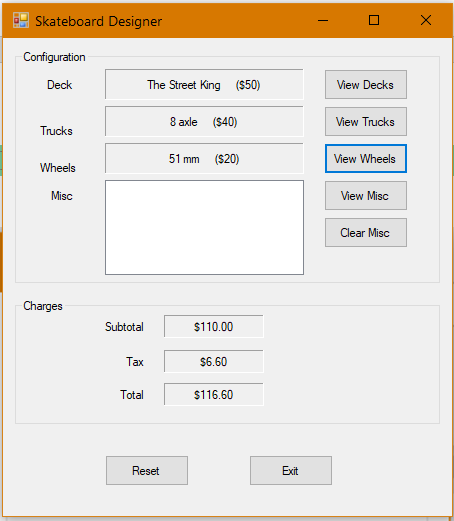 Skateboard Designer
Configuration
Deck The Street King ($50) View Decks
Trucks 8 axle ($40) View Trucks
Wheels 51 mm ($20) View Wheels
Misc View Misc
Clear Misc
Charges
Subtotal $110.00
Tax $6.60
Total $116.60
Reset Exit